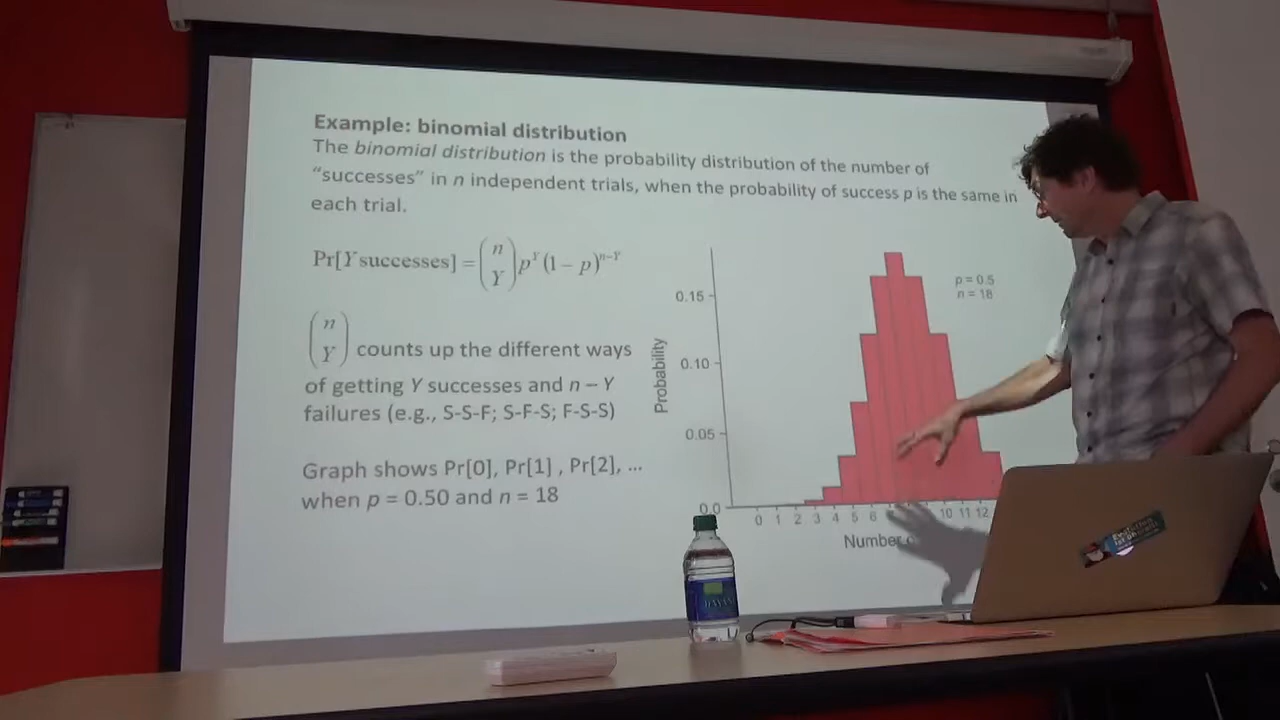 Example: binomial distribution
The binomial distribution is the probability distribution of the number of
“successes” in n independent trials, when the probability of success p is the same in
each trial.
Pr[Y successes] = (n Y) p^Y (1 – p)^n–Y
(n Y) counts up the different ways
of getting Y successes and n – Y
failures (e.g., S-S-F; S-F-S; F-S-S)
Graph shows Pr[0], Pr[1] , Pr[2], ...
when p = 0.50 and n = 18
p = 0.5
n = 18
Probability
0.15
0.10
0.05
0.0
0 1 2 3 4 5 6 10 11 12
Number